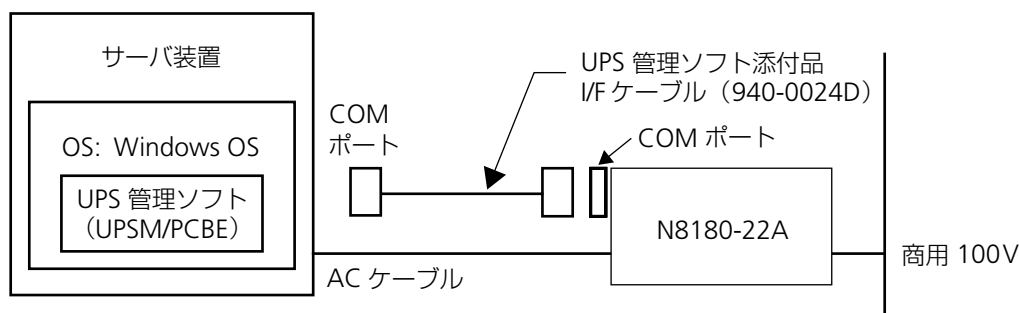 サーバ装置
OS: Windows OS
UPS 管理ソフト
（UPSM/PCBE）
COM
ポート
UPS 管理ソフト添付品
I/F ケーブル（940-0024D）
COM ポート
N8180-22A
AC ケーブル
商用 100V